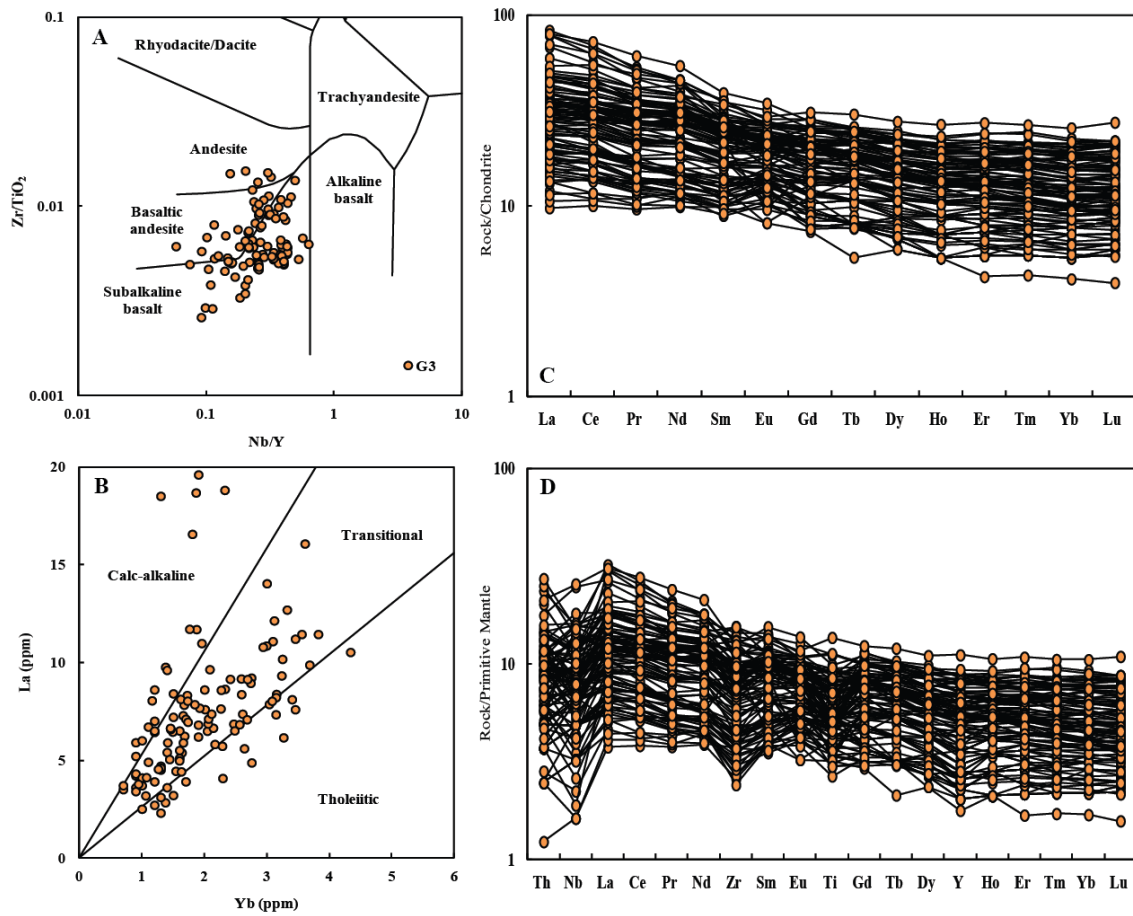 A
0.1
0.01
0.001
Zr/TiO2
Rhyodacite/Dacite
Trachyandesite
Andesite
Alkaline
basalt
Basaltic
andesite
Subalkaline
basalt
G3
0.01 0.1 1 10
Nb/Y
B
20
15
10
5
0
La (ppm)
Calc-alkaline
Transitional
Tholeiitic
0 1 2 3 4 5 6
Yb (ppm)
100
10
1
Rock/Chondrite
C
La Ce Pr Nd Sm Eu Gd Tb Dy Ho Er Tm Yb Lu
D
100
10
1
Rock/Primitive Mantle
Th Nb La Ce Pr Nd Zr Sm Eu Ti Gd Tb Dy Y Ho Er Tm Yb Lu